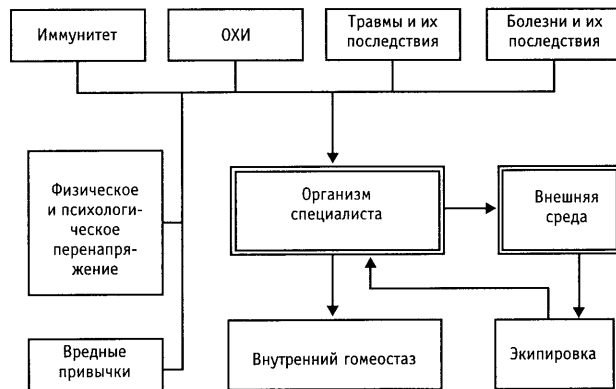 Иммунитет
ОХИ
Травмы и их
последствия
Болезни и их
последствия
Физическое
и психологи-
ческое
перенапря-
жение
Организм
специалиста
Внешняя
среда
Вредные
привычки
Внутренний гомеостаз
Экипировка